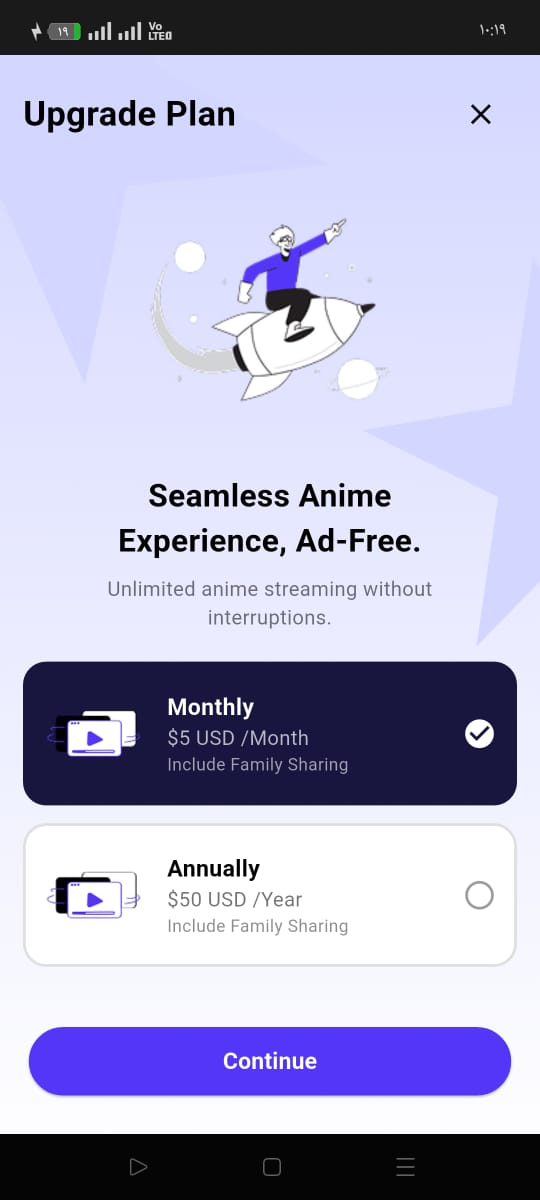 ١٩
Vo
LTE
١٠:١٩
Upgrade Plan
Seamless Anime
Experience, Ad-Free.
Unlimited anime streaming without
interruptions.
Monthly
$5 USD /Month
Include Family Sharing
Annually
$50 USD /Year
Include Family Sharing
Continue